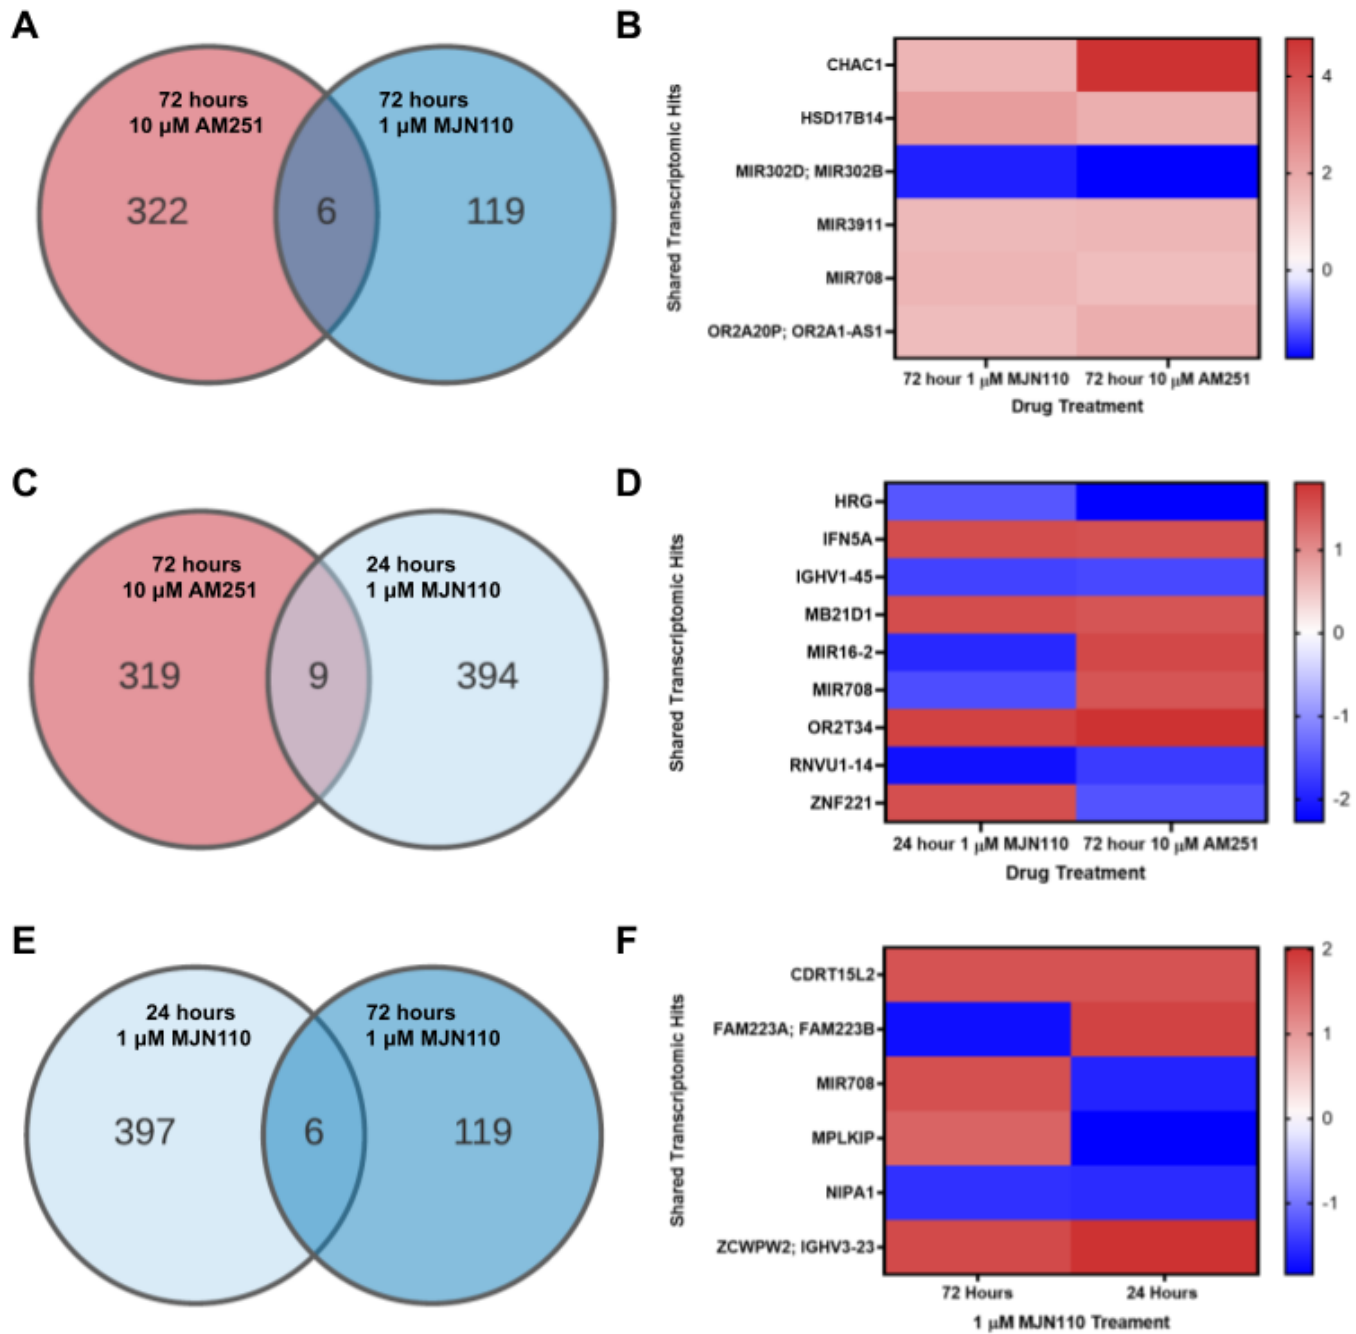 A
72 hours
10 µM AM251
72 hours
1 µM MJN110
322
6
119
B
Shared Transcriptomic Hits
CHAC1
HSD17B14
MIR302D; MIR302B
MIR3911
MIR708
OR2A20P; OR2A1-AS1
4
2
0
72 hour 1 µM MJN110
72 hour 10 µM AM251
Drug Treatment
C
72 hours
10 µM AM251
24 hours
1 µM MJN110
319
9
394
D
Shared Transcriptomic Hits
HRG
IFN5A
IGHV1-45
MB21D1
MIR16-2
MIR708
OR2T34
RNVU1-14
ZNF221
1
0
-1
-2
24 hour 1 µM MJN110
72 hour 10 µM AM251
Drug Treatment
E
24 hours
1 µM MJN110
72 hours
1 µM MJN110
397
6
119
F
Shared Transcriptomic Hits
CDRT15L2
FAM223A; FAM223B
MIR708
MPLKIP
NIPA1
ZCWPW2; IGHV3-23
2
1
0
-1
72 Hours
24 Hours
1 µM MJN110 Treament